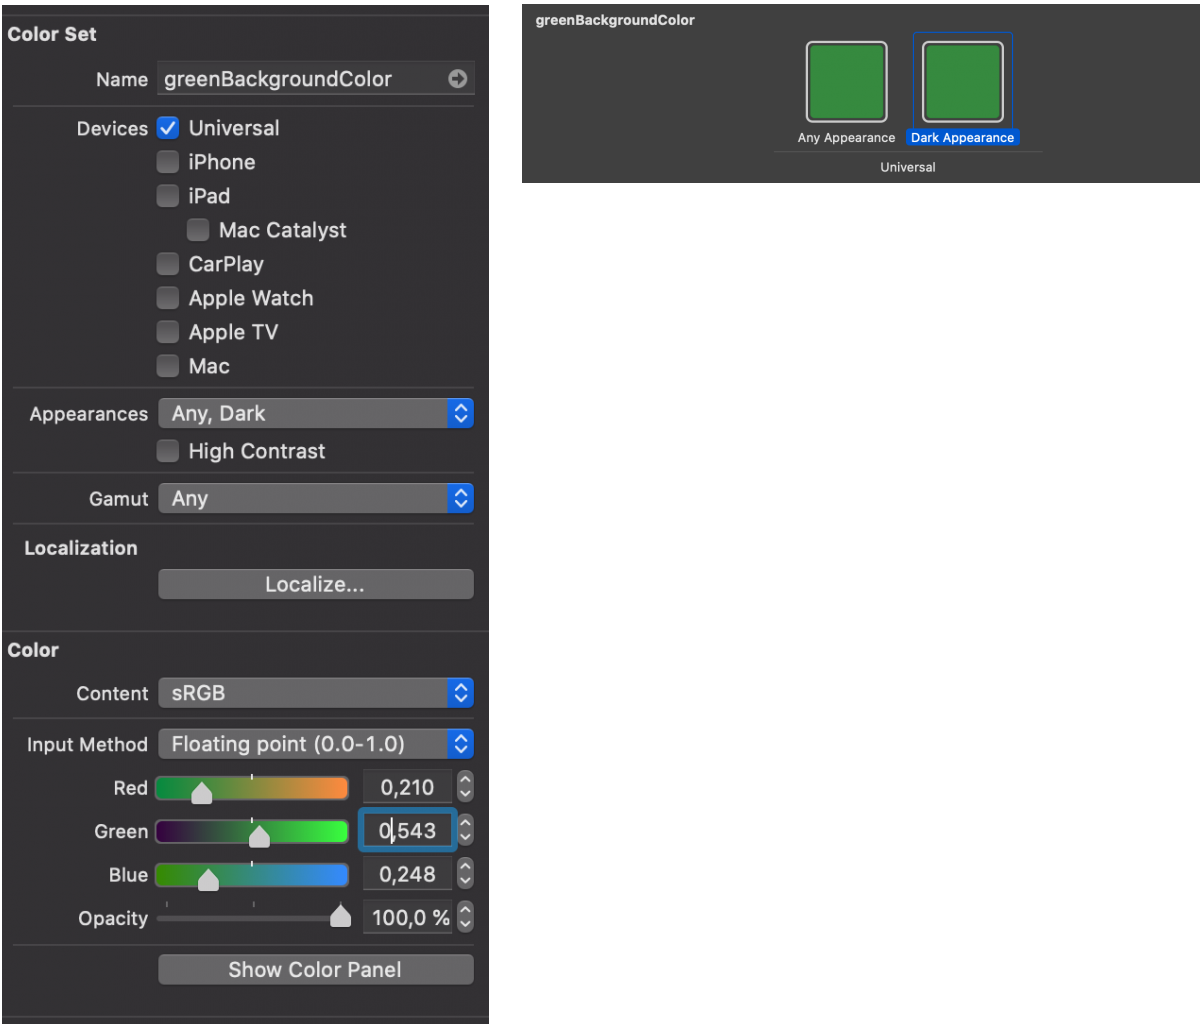 Color Set
Name greenBackgroundColor
Devices Universal
iPhone
iPad
Mac Catalyst
CarPlay
Apple Watch
Apple TV
Mac
Appearances Any, Dark
High Contrast
Gamut Any
Localization
Localize...
Color
Content sRGB
Input Method Floating point (0.0-1.0)
Red 0,210
Green 0,543
Blue 0,248
Opacity 100,0 %
Show Color Panel
greenBackgroundColor
Any Appearance Dark Appearance
Universal